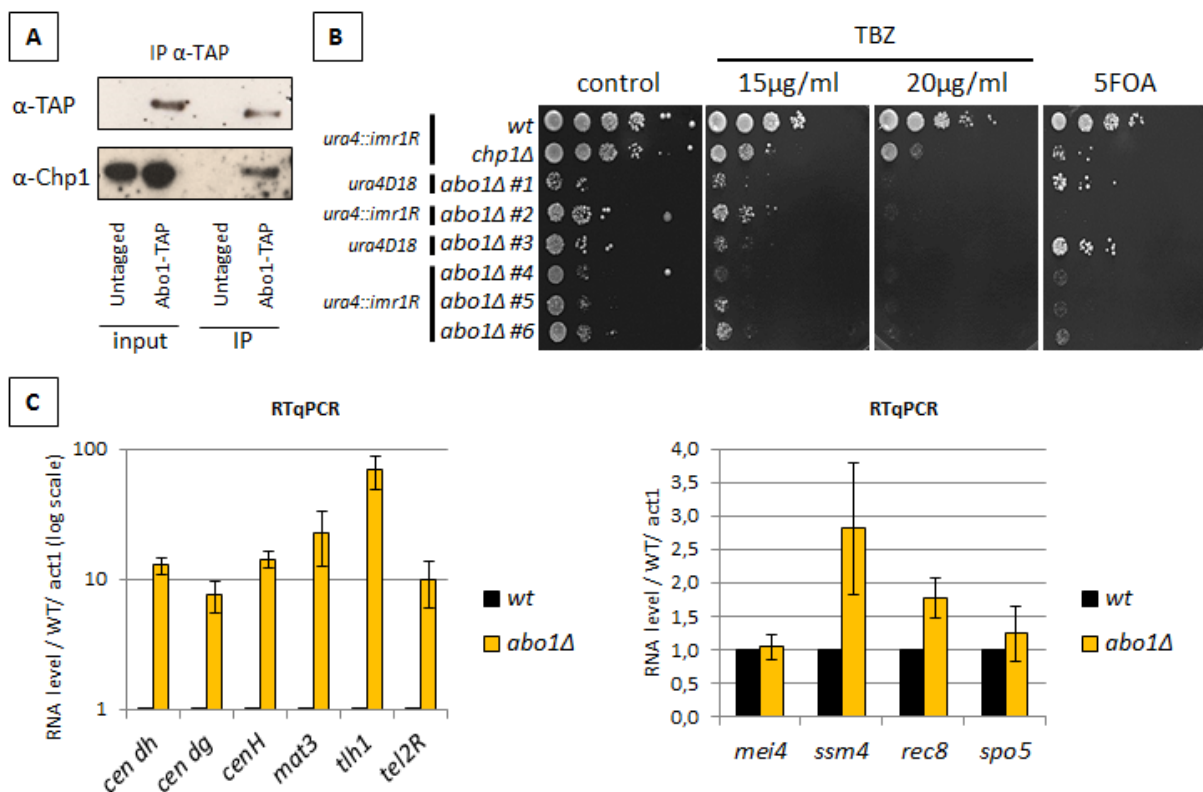 A
IP α-TAP
α-TAP
α-Chp1
Untagged
Abo1-TAP
Untagged
Abo1-TAP
input
IP
B
TBZ
control
15µg/ml
20µg/ml
5FOA
ura4::imr1R
wt
chp1Δ
ura4D18
abo1Δ #1
ura4::imr1R
abo1Δ #2
ura4D18
abo1Δ #3
ura4::imr1R
abo1Δ #4
abo1Δ #5
abo1Δ #6
C
RTqPCR
RNA level / WT/ act1 (log scale)
100
10
1
cen dh
cen dg
cenH
mat3
tlh1
tel2R
wt
abo1Δ
RTqPCR
RNA level / WT/ act1
4,0
3,5
3,0
2,5
2,0
1,5
1,0
0,5
0,0
mei4
ssm4
rec8
spo5
wt
abo1Δ